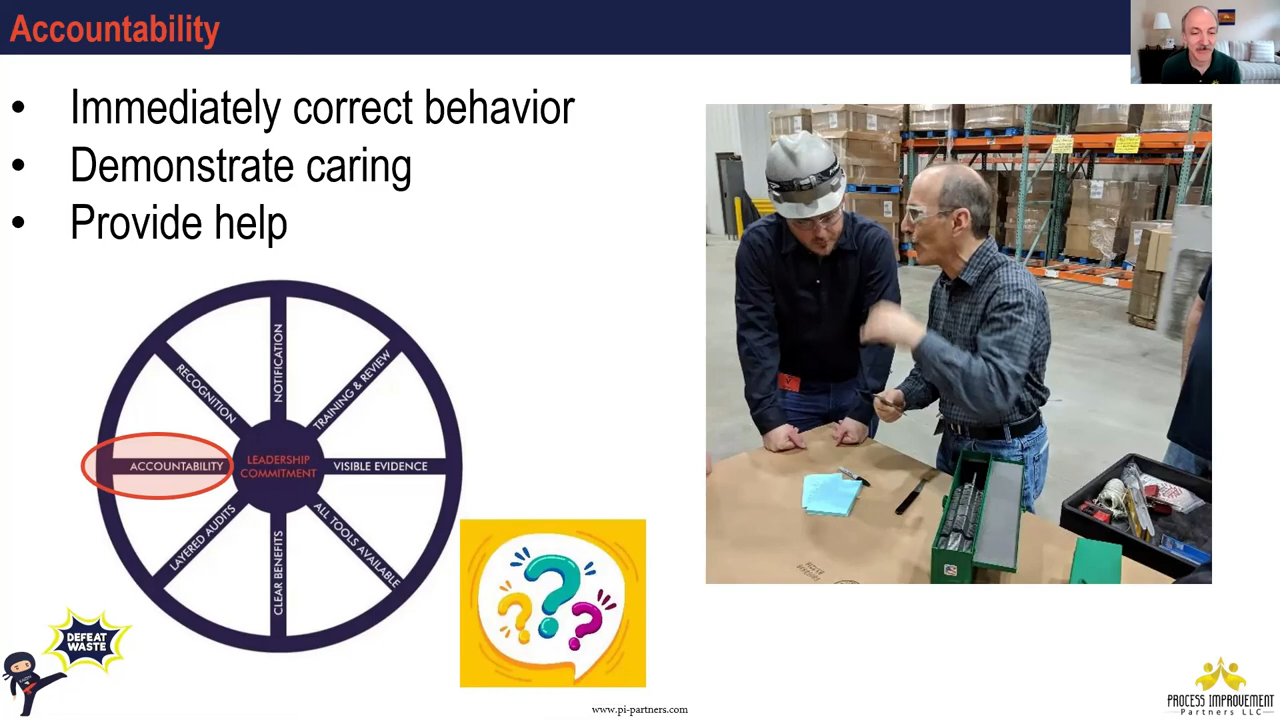 Accountability
• Immediately correct behavior
• Demonstrate caring
• Provide help
NOTIFICATION
TRAINING & REVIEW
VISIBLE EVIDENCE
ALL TOOLS AVAILABLE
CLEAR BENEFITS
LAYERED AUDITS
ACCOUNTABILITY
RECOGNITION
LEADERSHIP
COMMITMENT
? ? ?
DEFEAT
WASTE
www.pi-partners.com
PROCESS IMPROVEMENT
Partners LLC